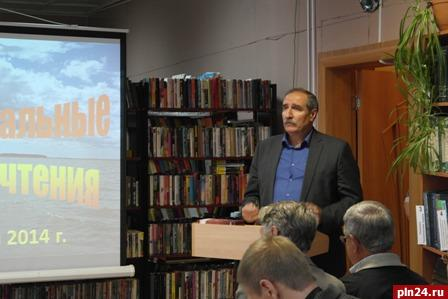 альные
чтения
2014 г.
pln24.ru